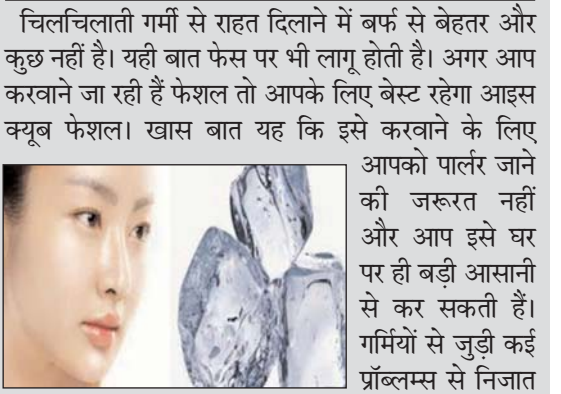 चिलचिलाती गर्मी से राहत दिलाने में बर्फ से बेहतर और
कुछ नहीं है। यही बात फेस पर भी लागू होती है। अगर आप
करवाने जा रही हैं फेशल तो आपके लिए बेस्ट रहेगा आइस
क्यूब फेशल। खास बात यह कि इसे करवाने के लिए
आपको पार्लर जाने
की जरूरत नहीं
और आप इसे घर
पर ही बड़ी आसानी
से कर सकती हैं।
गर्मियों से जुड़ी कई
प्रॉब्लम्स से निजात